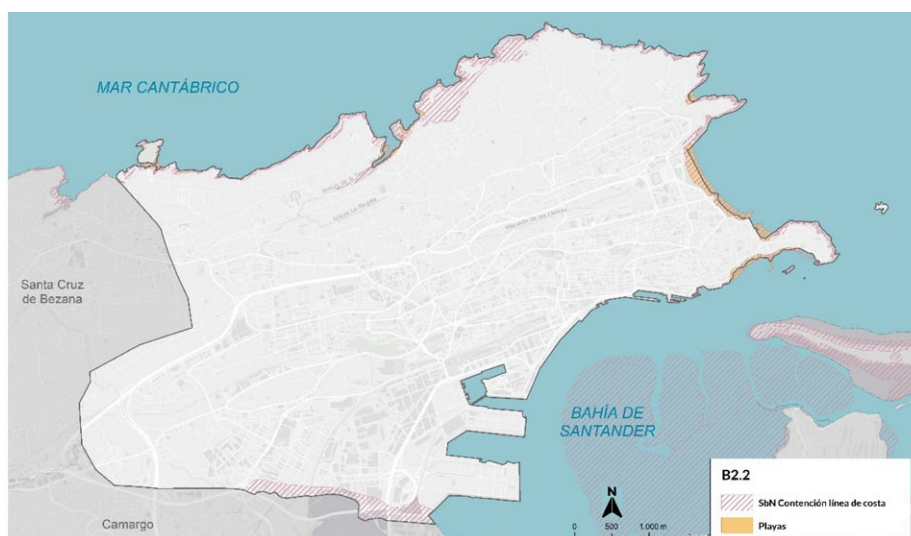 MAR CANTÁBRICO
Santa Cruz
de Bezana
BAHÍA DE
SANTANDER
Camargo
N
0 500 1.000 m
B2.2
SbN Contención línea de costa
Playas